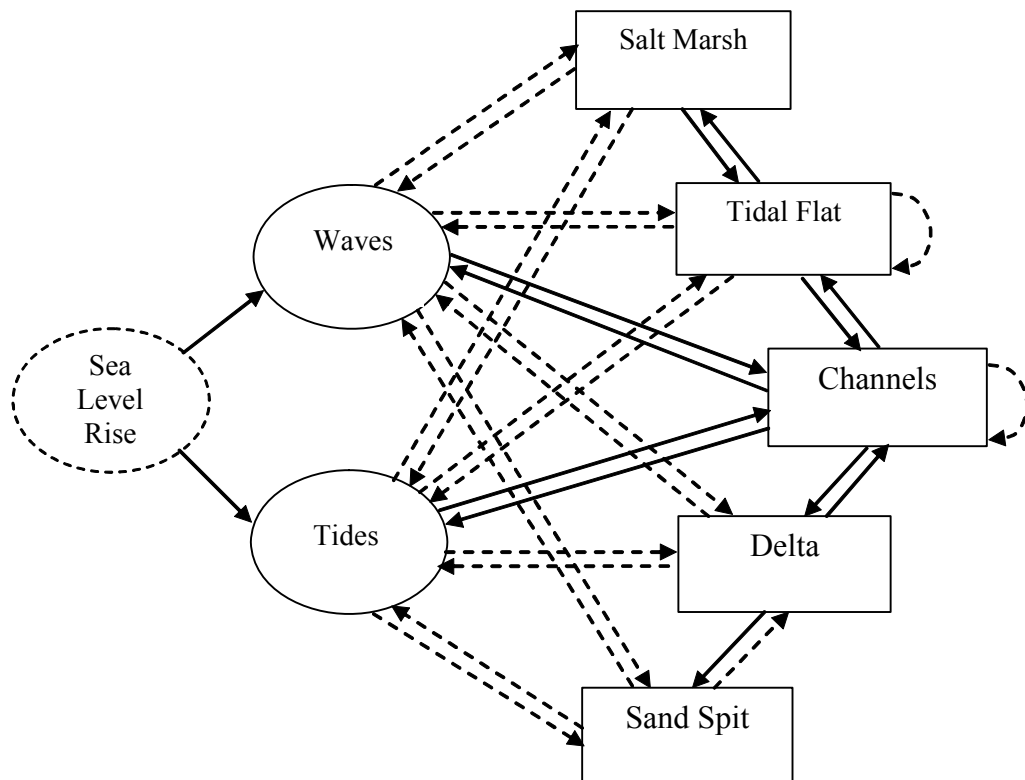 Salt Marsh
Tidal Flat
Waves
Sea
Level
Rise
Channels
Tides
Delta
Sand Spit